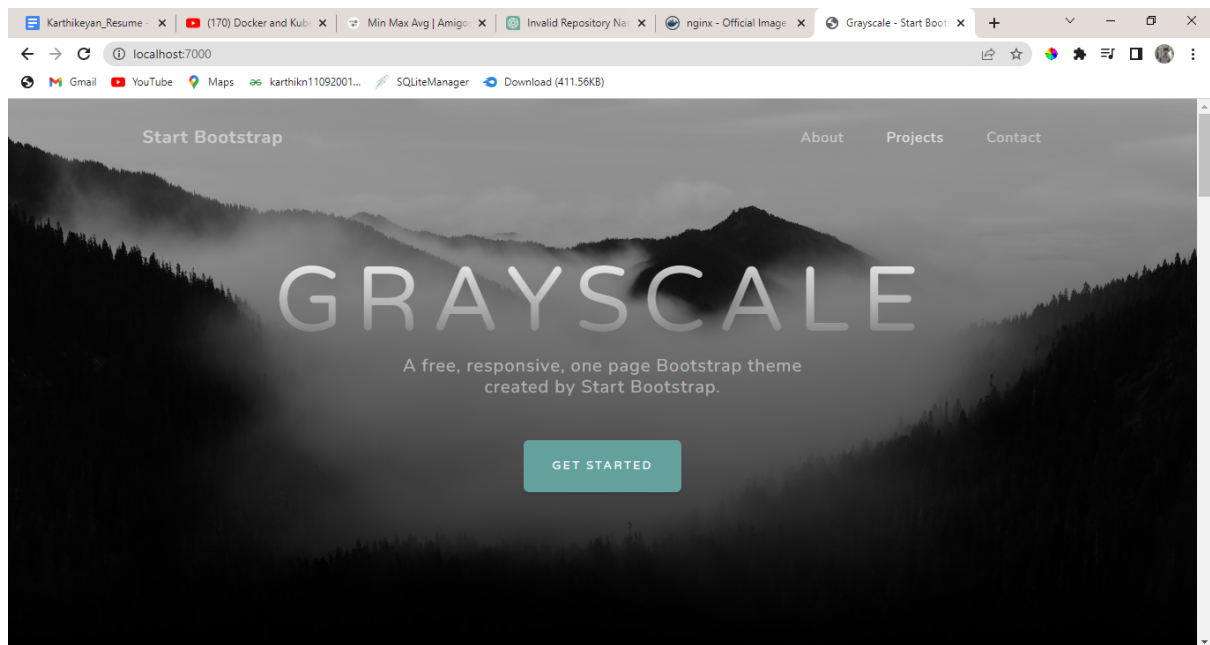 Karthikeyan_Resume -
(170) Docker and Kub
Min Max Avg | Amigo
Invalid Repository Nar
nginx - Official Image
Grayscale - Start Boot
localhost:7000
Gmail
YouTube
Maps
karthikn11092001...
SQLiteManager
Download (411.56KB)
Start Bootstrap
About
Projects
Contact
GRAYSCALE
A free, responsive, one page Bootstrap theme
created by Start Bootstrap.
GET STARTED